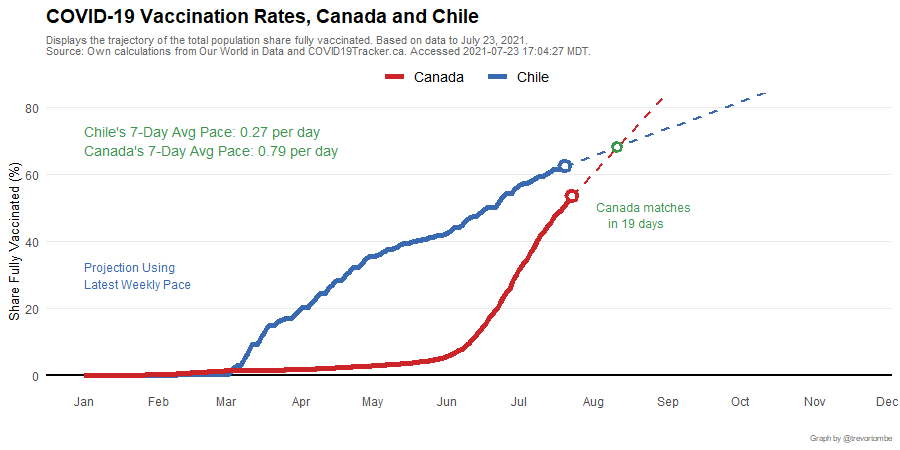 COVID-19 Vaccination Rates, Canada and Chile
Displays the trajectory of the total population share fully vaccinated. Based on data to July 23, 2021.
Source: Own calculations from Our World in Data and COVID19Tracker.ca. Accessed 2021-07-23 17:04:27 MDT.
Canada Chile
Share Fully Vaccinated (%)
80
60
40
20
0
Chile's 7-Day Avg Pace: 0.27 per day
Canada's 7-Day Avg Pace: 0.79 per day
Canada matches
in 19 days
Projection Using
Latest Weekly Pace
Jan Feb Mar Apr May Jun Jul Aug Sep Oct Nov Dec
Graph by @trevortombe